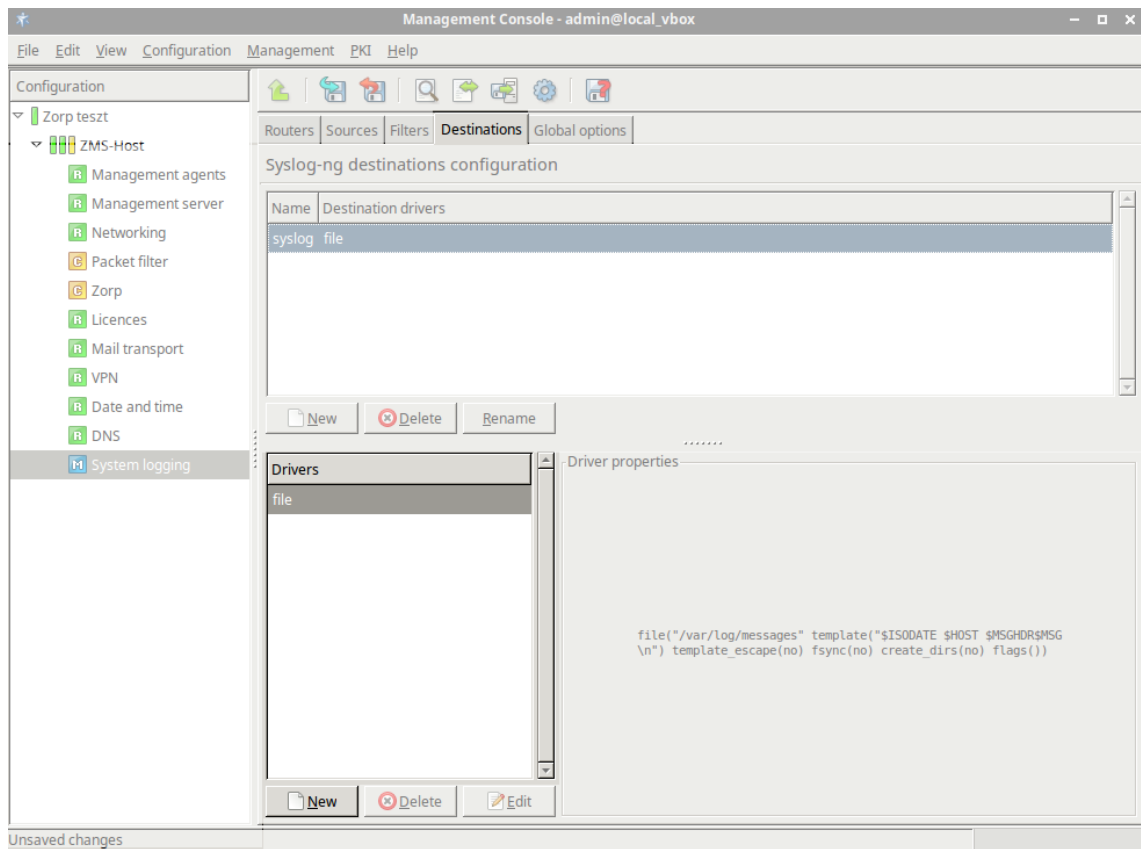 Management Console - admin@local_vbox
File Edit View Configuration Management PKI Help
Configuration
Zorp teszt
ZMS-Host
R Management agents
R Management server
R Networking
C Packet filter
C Zorp
R Licences
R Mail transport
R VPN
R Date and time
R DNS
M System logging
Routers Sources Filters Destinations Global options
Syslog-ng destinations configuration
Name Destination drivers
syslog file
New Delete Rename
Drivers
file
New Delete Edit
Driver properties
file("/var/log/messages" template("$ISODATE $HOST $MSGHDR$MSG
\n") template_escape(no) fsync(no) create_dirs(no) flags())
Unsaved changes